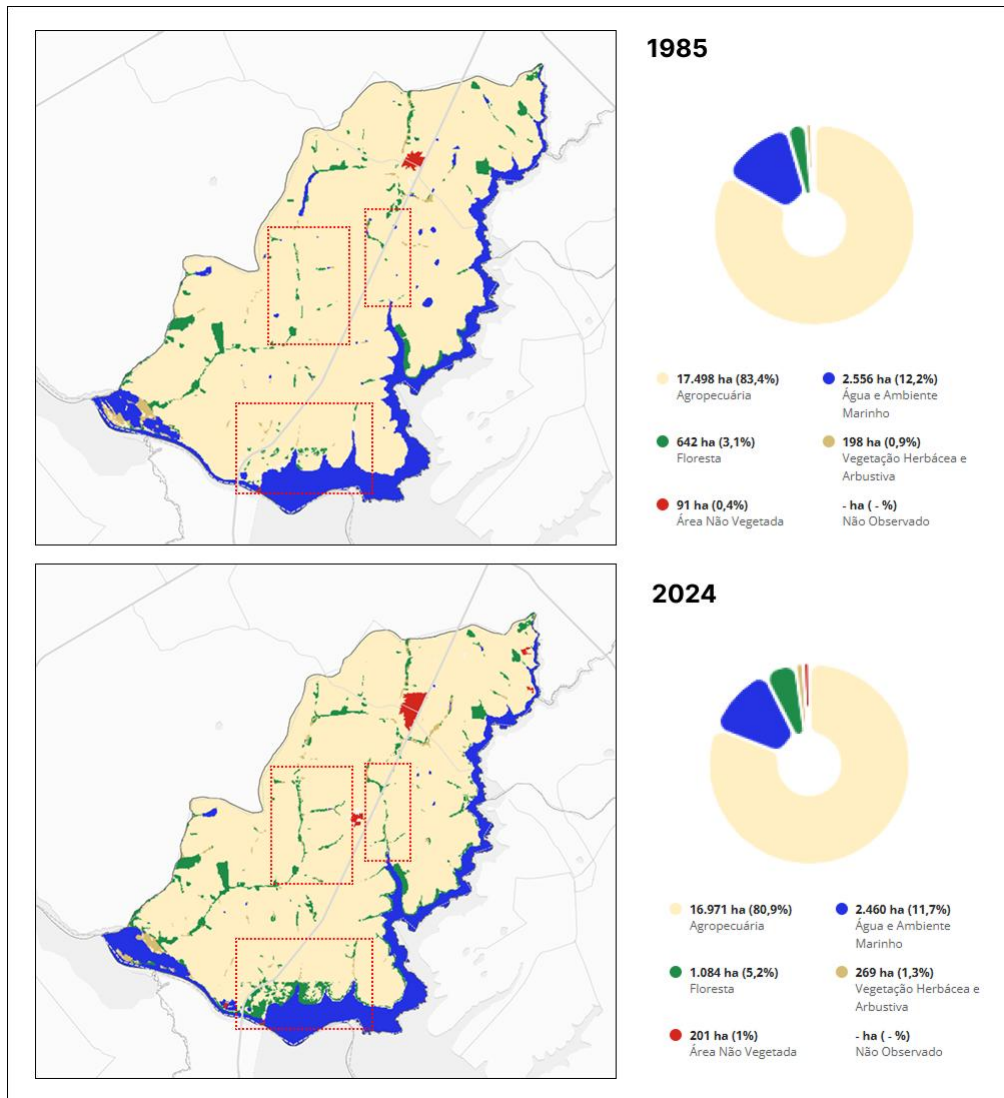 1985
17.498 ha (83,4%)
Agropecuária
2.556 ha (12,2%)
Água e Ambiente
Marinho
642 ha (3,1%)
Floresta
198 ha (0,9%)
Vegetação Herbácea e
Arbustiva
91 ha (0,4%)
Área Não Vegetada
- ha ( - %)
Não Observado
2024
16.971 ha (80,9%)
Agropecuária
2.460 ha (11,7%)
Água e Ambiente
Marinho
1.084 ha (5,2%)
Floresta
269 ha (1,3%)
Vegetação Herbácea e
Arbustiva
201 ha (1%)
Área Não Vegetada
- ha ( - %)
Não Observado